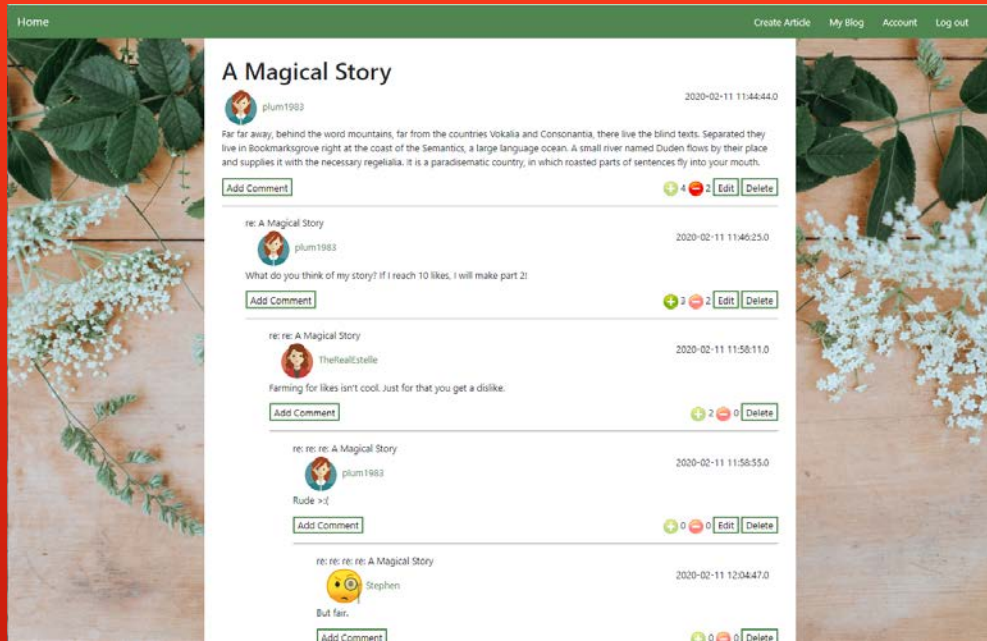 Home Create Article My Blog Account Log out
A Magical Story
plum1983 2020-02-11 11:44:44.0
Far far away, behind the word mountains, far from the countries Vokalia and Consonantia, there live the blind texts. Separated they
live in Bookmarksgrove right at the coast of the Semantics, a large language ocean. A small river named Duden flows by their place
and supplies it with the necessary regelialia. It is a paradisematic country, in which roasted parts of sentences fly into your mouth.
Add Comment 4 2 Edit Delete
re: A Magical Story
plum1983 2020-02-11 11:46:25.0
What do you think of my story? If I reach 10 likes, I will make part 2!
Add Comment 3 2 Edit Delete
re: re: A Magical Story
TheRealEstelle 2020-02-11 11:58:11.0
Farming for likes isn't cool. Just for that you get a dislike.
Add Comment 2 0 Delete
re: re: re: A Magical Story
plum1983 2020-02-11 11:58:55.0
Rude >:(
Add Comment 0 0 Edit Delete
re: re: re: re: A Magical Story
Stephen 2020-02-11 12:04:47.0
But fair.
Add Comment 0 0 Delete